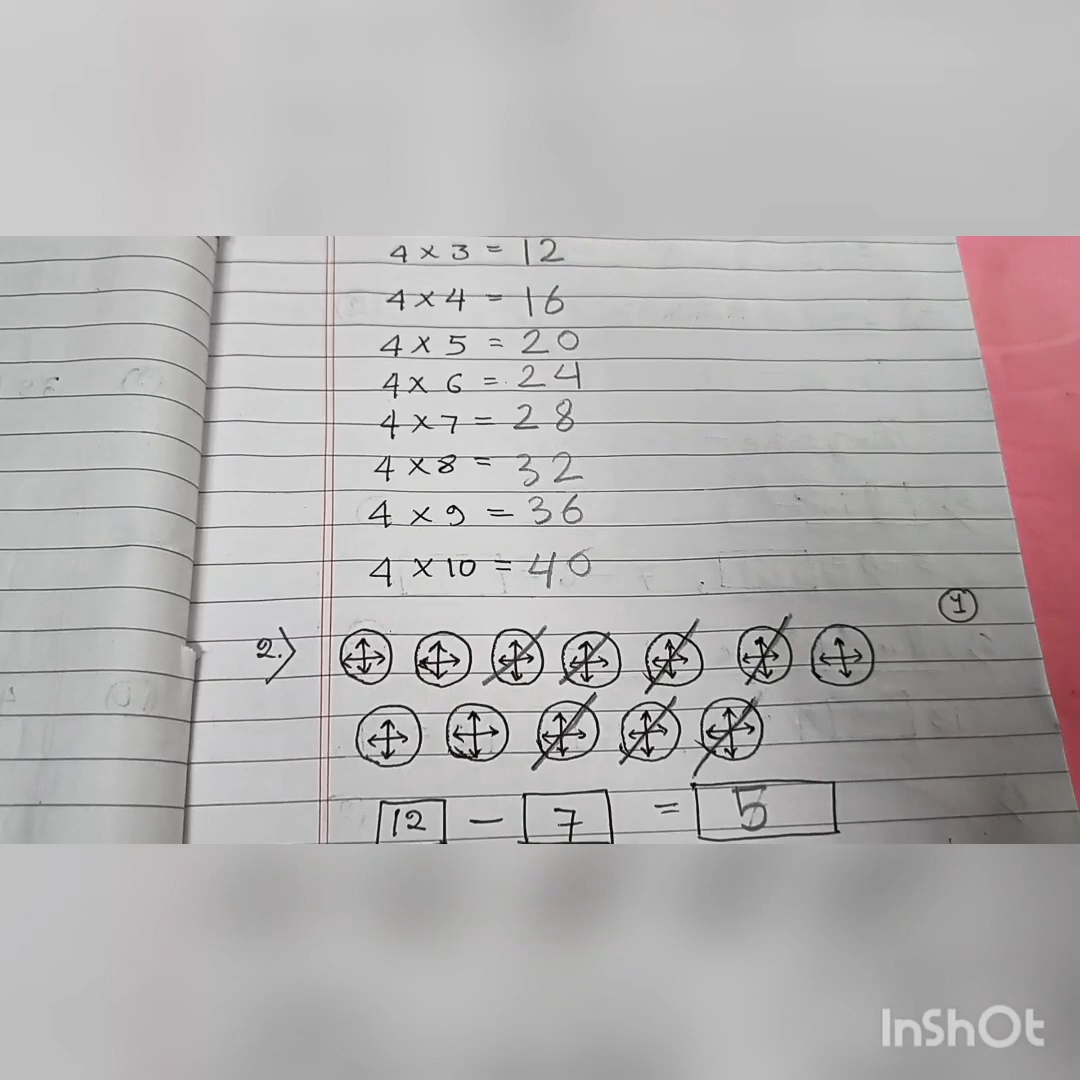 4 × 3 = 12
4 × 4 = 16
4 × 5 = 20
4 × 6 = 24
4 × 7 = 28
4 × 8 = 32
4 × 9 = 36
4 × 10 = 40
1
2.)
12 − 7 = 5
InShOt